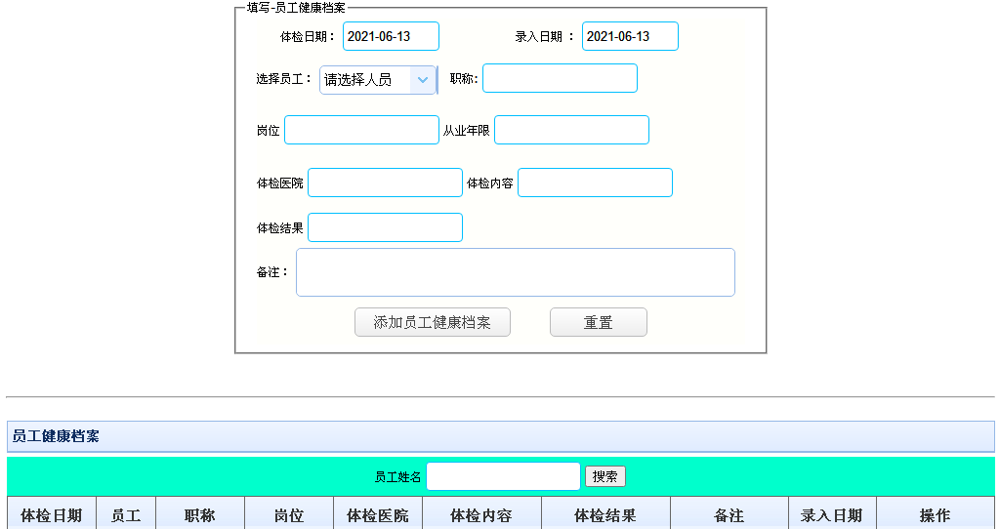 填写-员工健康档案
体检日期： 2021-06-13 录入日期 ： 2021-06-13
选择员工： 请选择人员 职称:
岗位 从业年限
体检医院 体检内容
体检结果
备注：
添加员工健康档案 重置
员工健康档案
员工姓名 搜索
体检日期 员工 职称 岗位 体检医院 体检内容 体检结果 备注 录入日期 操作